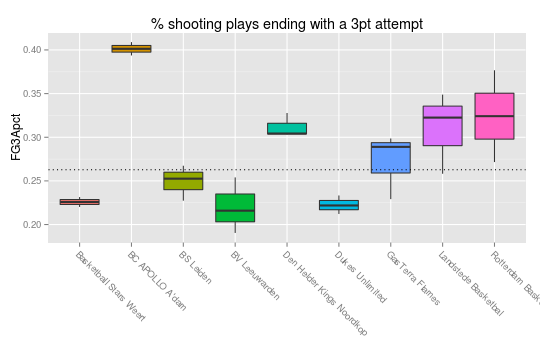 % shooting plays ending with a 3pt attempt
FG3Apct
0.40
0.35
0.30
0.25
0.20
Basketball Stars Weert
BC APOLLO A'dam
BS Leiden
BV Leeuwarden
Den Helder Kings Noordkop
Dukes Unlimited
GasTerra Flames
Landstede Basketbal
Rotterdam Bask